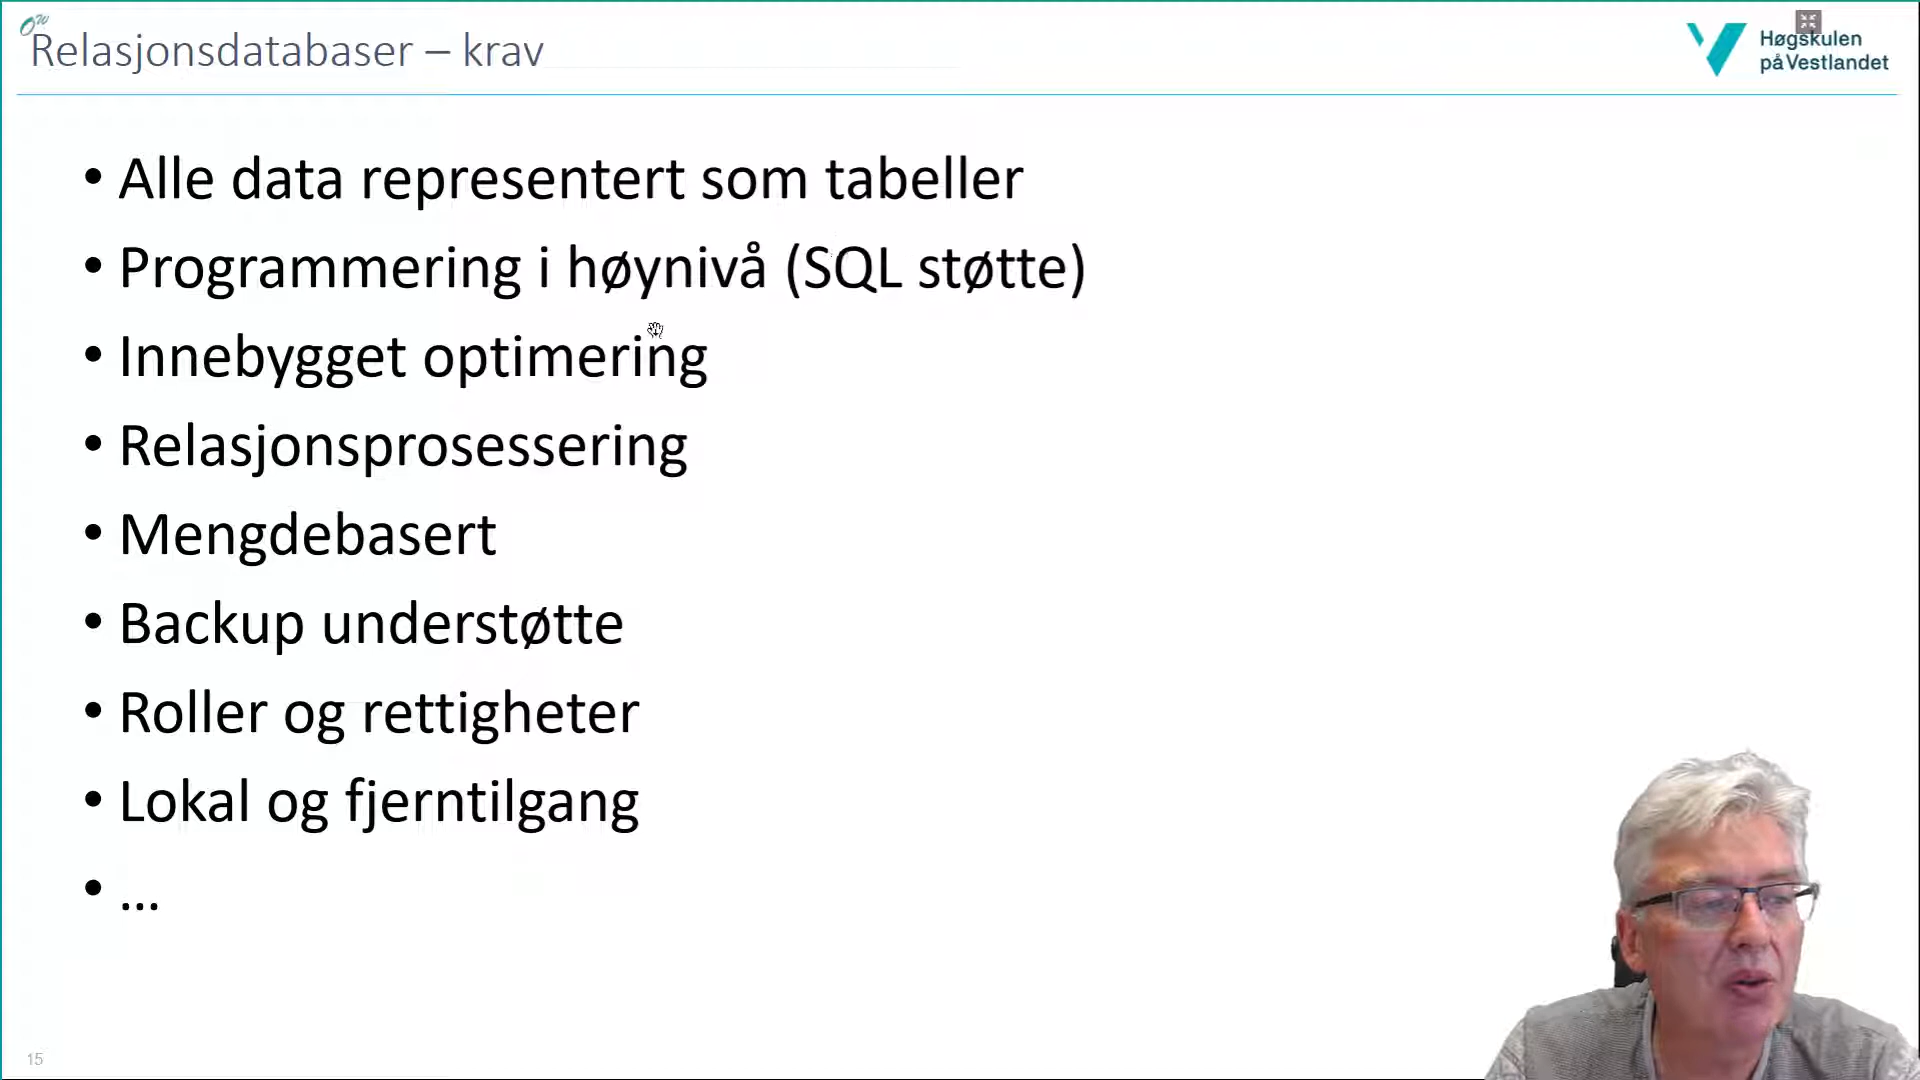 OW
Relasjonsdatabaser – krav
Høgskulen
på Vestlandet
• Alle data representert som tabeller
• Programmering i høynivå (SQL støtte)
• Innebygget optimering
• Relasjonsprosessering
• Mengdebasert
• Backup understøtte
• Roller og rettigheter
• Lokal og fjerntilgang
• ...
15